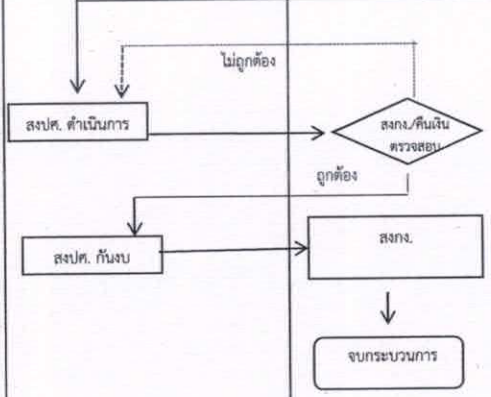 ไม่ถูกต้อง
สงปศ. ดำเนินการ
สงกง./คืนเงิน
ตรวจสอบ
ถูกต้อง
สงปศ. กันงบ
สงกง.
จบกระบวนการ